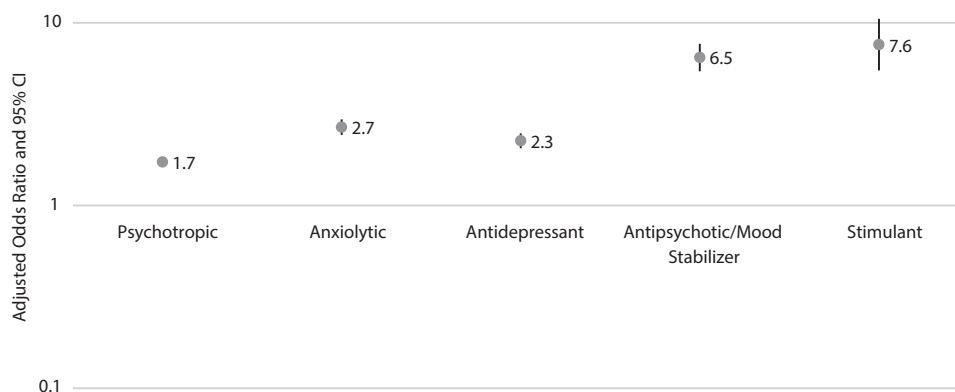 Adjusted Odds Ratio and 95% CI
10
7.6
6.5
2.7
2.3
1.7
1
Psychotropic
Anxiolytic
Antidepressant
Antipsychotic/Mood
Stabilizer
Stimulant
0.1